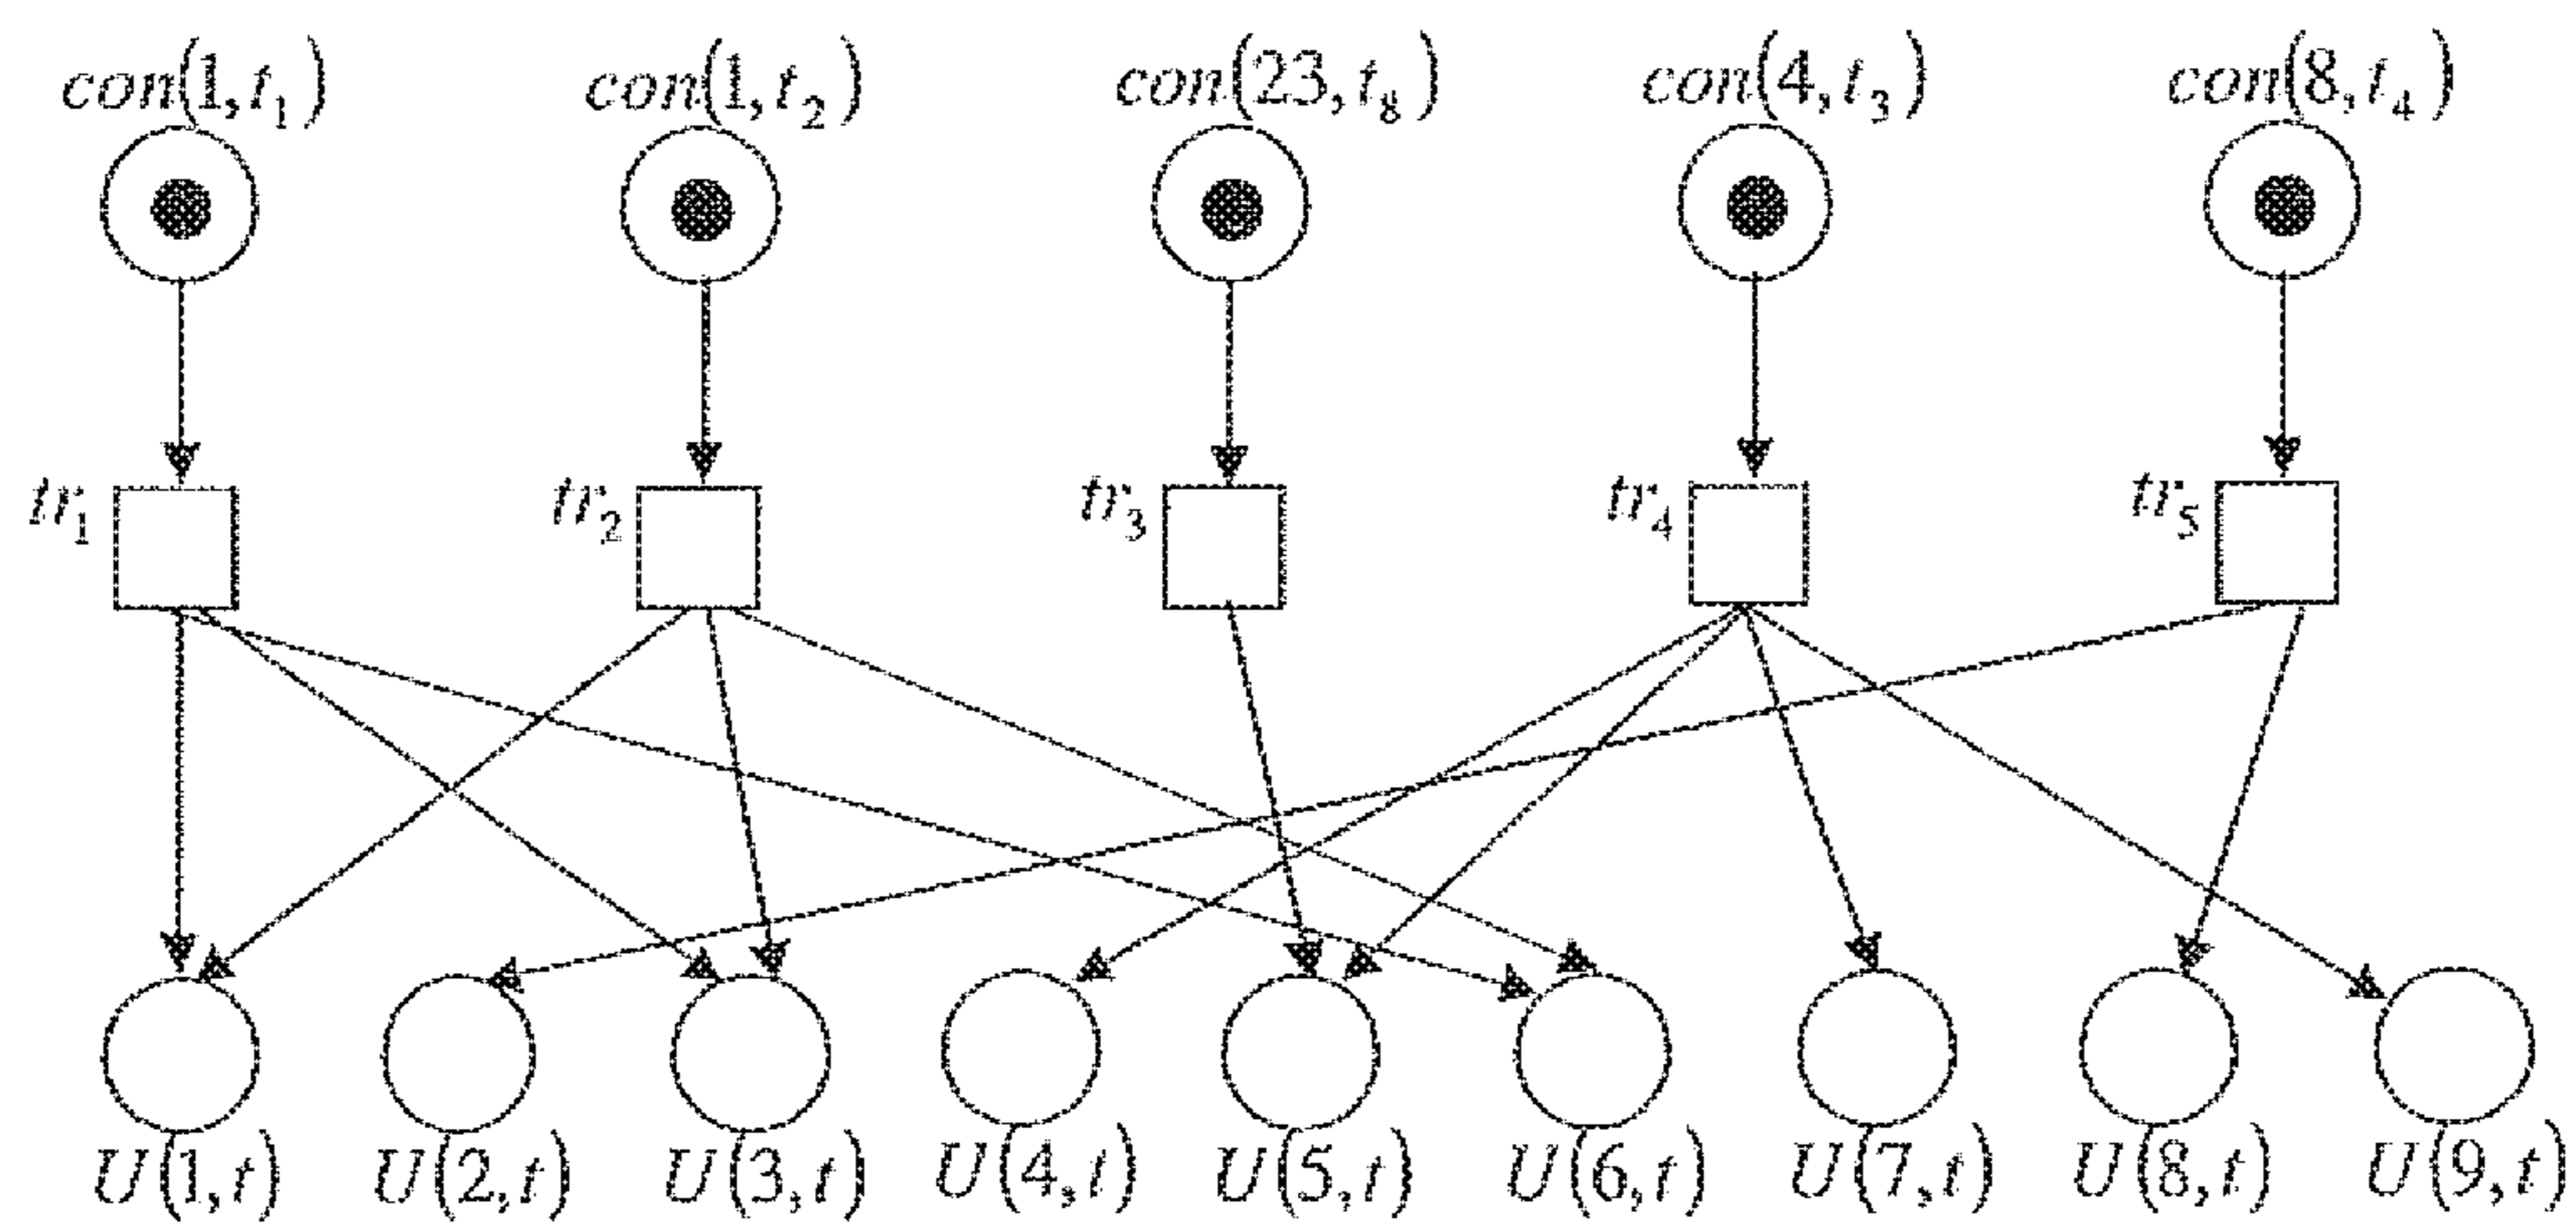 con(1, t₁) con(1, t₂) con(23, t₈) con(4, t₃) con(8, t₄)
tr₁ tr₂ tr₃ tr₄ tr₅
U(1, t) U(2, t) U(3, t) U(4, t) U(5, t) U(6, t) U(7, t) U(8, t) U(9, t)